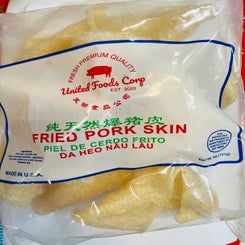 FRESH PREMIUM QUALITY
United Foods Corp
EST 2020
纯天然爆猪皮
FRIED PORK SKIN
PIEL DE CERDO FRITO
DA HEO NAU LAU
MADE IN U.S.A.